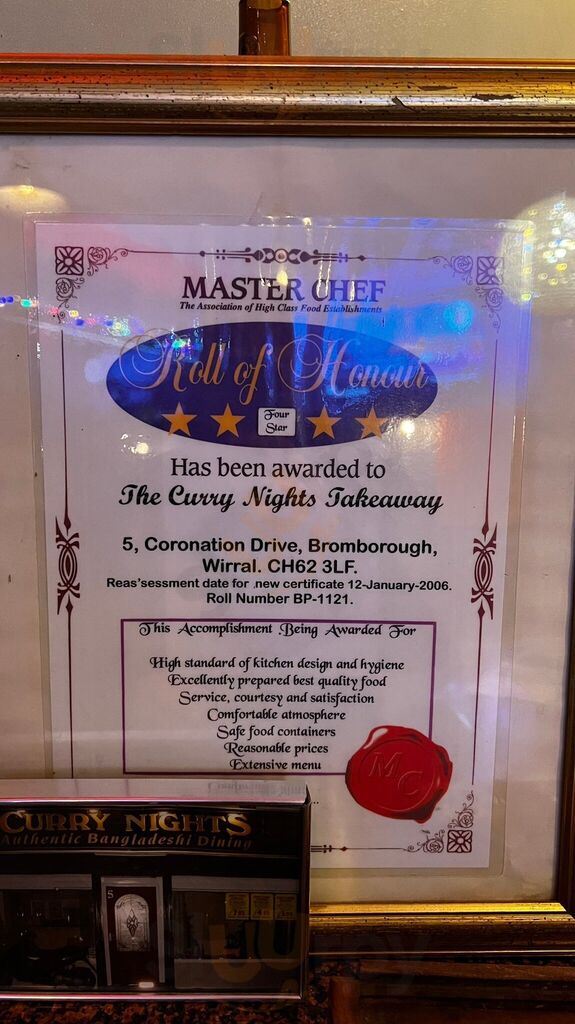 MASTER CHEF
The Association of High Class Food Establishments
Roll of Honour
Four
Star
Has been awarded to
The Curry Nights Takeaway
5, Coronation Drive, Bromborough,
Wirral. CH62 3LF.
Reas'sessment date for .new certificate 12-January-2006.
Roll Number BP-1121.
This Accomplishment Being Awarded For
High standard of kitchen design and hygiene
Excellently prepared best quality food
Service, courtesy and satisfaction
Comfortable atmosphere
Safe food containers
Reasonable prices
Extensive menu
MC
CURRY NIGHTS
Authentic Bangladeshi Dining
5